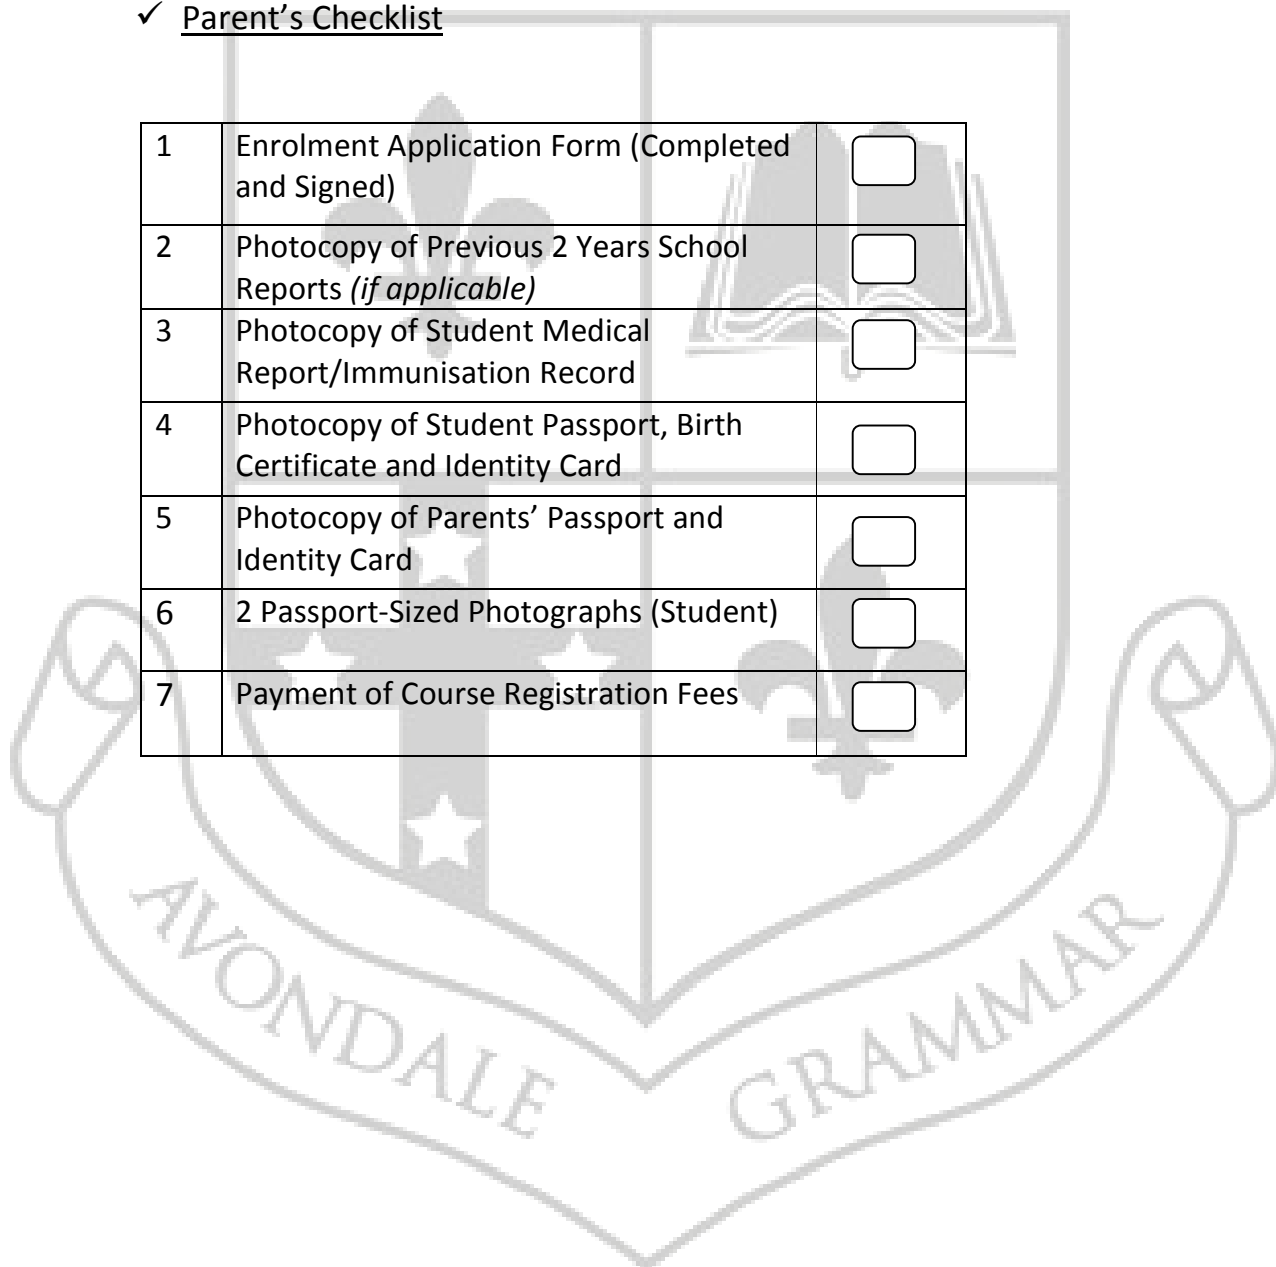 ✓ Parent’s Checklist
1 Enrolment Application Form (Completed
and Signed)
2 Photocopy of Previous 2 Years School
Reports (if applicable)
3 Photocopy of Student Medical
Report/Immunisation Record
4 Photocopy of Student Passport, Birth
Certificate and Identity Card
5 Photocopy of Parents’ Passport and
Identity Card
6 2 Passport-Sized Photographs (Student)
7 Payment of Course Registration Fees
AVONDALE GRAMMAR